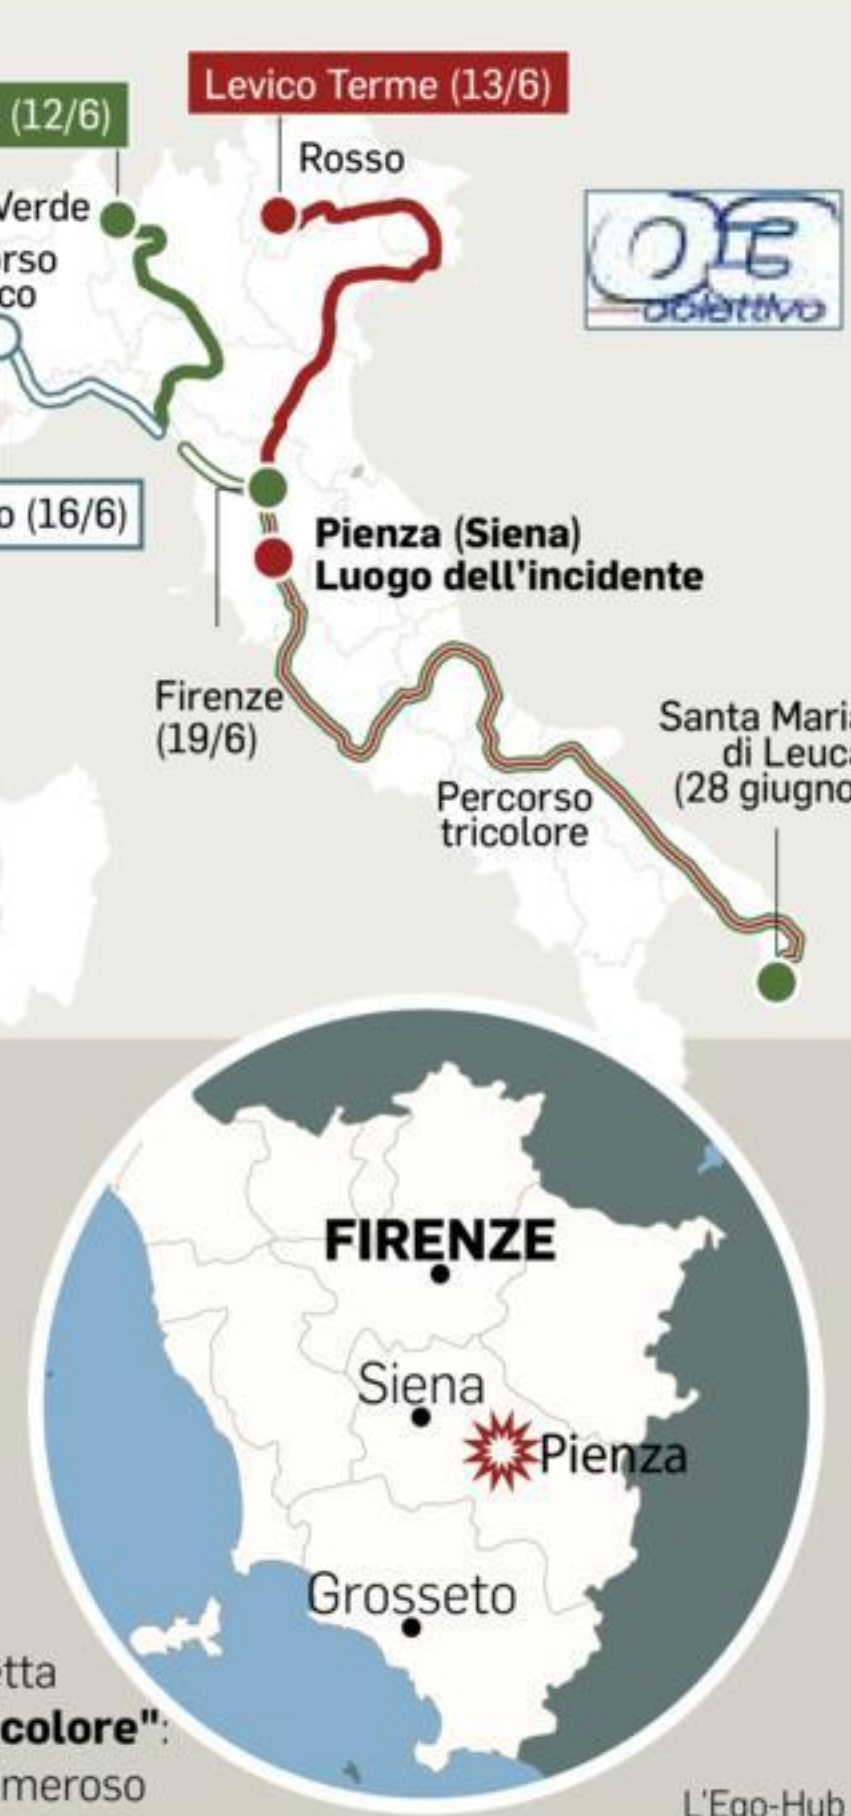 Levico Terme (13/6)
(12/6)
Rosso
Verde
rso
co
obiettivo
o (16/6)
Pienza (Siena)
Luogo dell'incidente
Firenze
(19/6)
Santa Maria
di Leuca
(28 giugno
Percorso
tricolore
FIRENZE
Siena
Pienza
Grosseto
etta
colore":
meroso
L'Ego-Hub